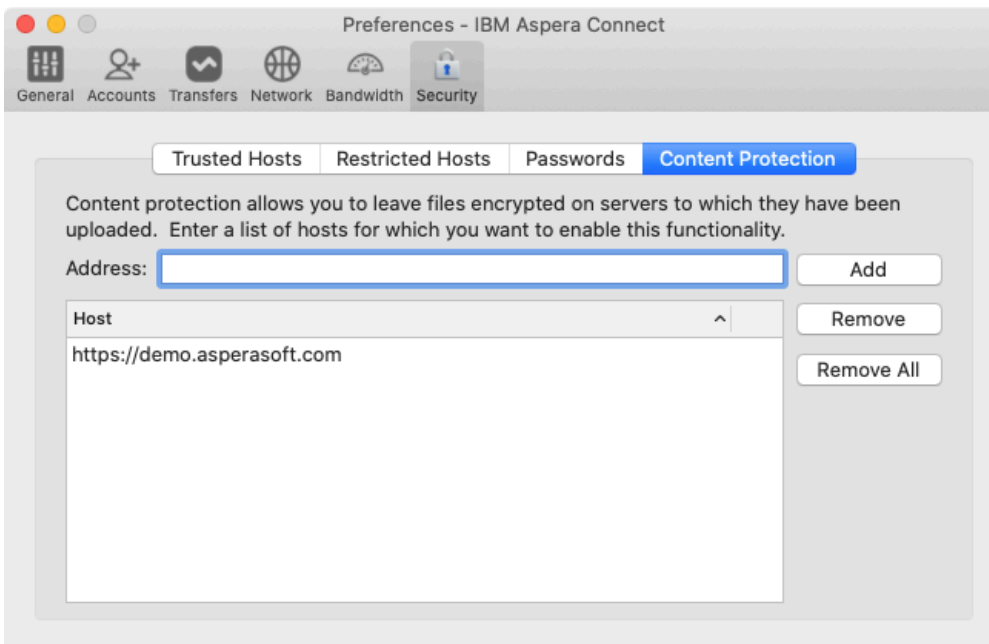 Preferences - IBM Aspera Connect
General Accounts Transfers Network Bandwidth Security
Trusted Hosts Restricted Hosts Passwords Content Protection
Content protection allows you to leave files encrypted on servers to which they have been
uploaded.  Enter a list of hosts for which you want to enable this functionality.
Address: Add
Host Remove
https://demo.asperasoft.com
Remove All